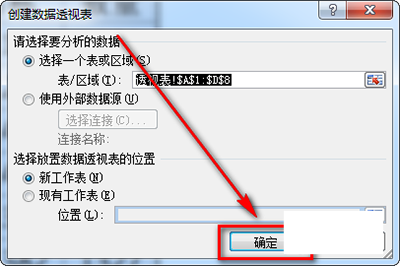 创建数据透视表
请选择要分析的数据
选择一个表或区域(S)
表/区域(T): 透视表!$A$1:$D$8
使用外部数据源(U)
选择连接(C)...
连接名称:
选择放置数据透视表的位置
新工作表(N)
现有工作表(E)
位置(L):
确定